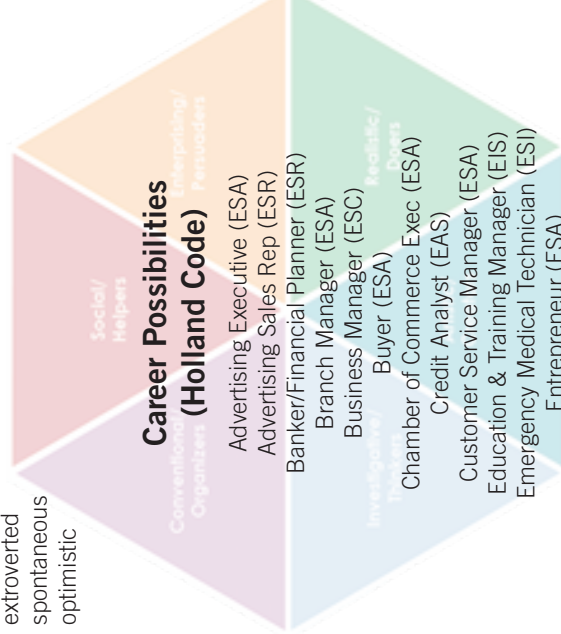 extroverted
spontaneous
optimistic
Career Possibilities
(Holland Code)
Advertising Executive (ESA)
Advertising Sales Rep (ESR)
Banker/Financial Planner (ESR)
Branch Manager (ESA)
Business Manager (ESC)
Buyer (ESA)
Chamber of Commerce Exec (ESA)
Credit Analyst (EAS)
Customer Service Manager (ESA)
Education & Training Manager (EIS)
Emergency Medical Technician (ESI)
Entrepreneur (ESA)
Social/
Helpers
Enterprising/
Persuaders
Realistic/
Doers
Investigative/
Thinkers
Conventional/
Organizers